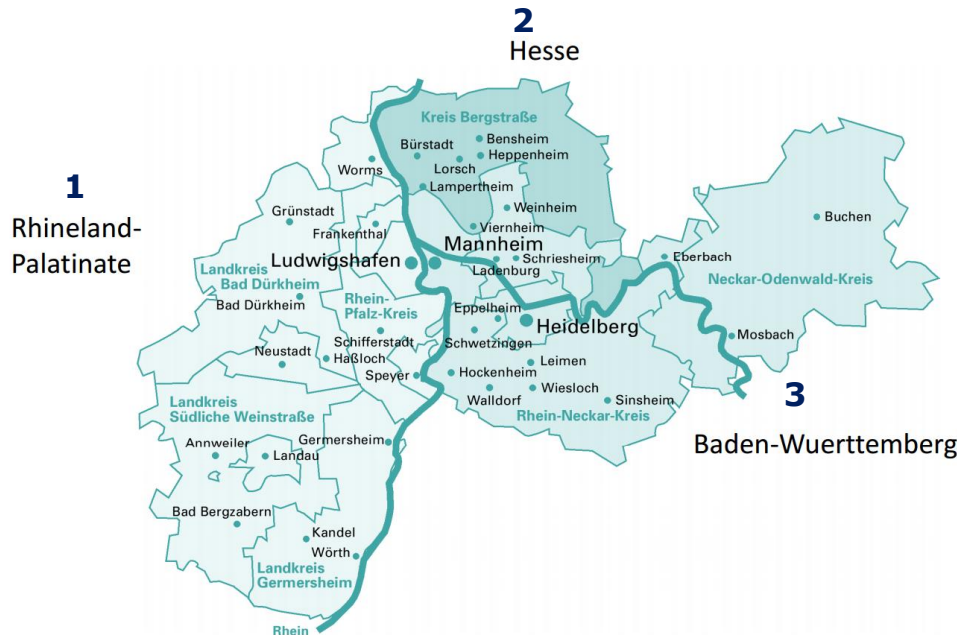 2
Hesse
1
Rhineland-
Palatinate
3
Baden-Wuerttemberg
Kreis Bergstraße
Bensheim
Bürstadt
Heppenheim
Lorsch
Worms
Lampertheim
Weinheim
Grünstadt
Viernheim
Frankenthal
Buchen
Mannheim
Ludwigshafen
Schriesheim
Ladenburg
Eberbach
Landkreis
Bad Dürkheim
Neckar-Odenwald-Kreis
Bad Dürkheim
Rhein-
Pfalz-Kreis
Eppelheim
Heidelberg
Mosbach
Schifferstadt
Schwetzingen
Neustadt
Haßloch
Leimen
Speyer
Hockenheim
Walldorf
Wiesloch
Sinsheim
Rhein-Neckar-Kreis
Landkreis
Südliche Weinstraße
Annweiler
Germersheim
Landau
Bad Bergzabern
Kandel
Wörth
Landkreis
Germersheim
Rhein